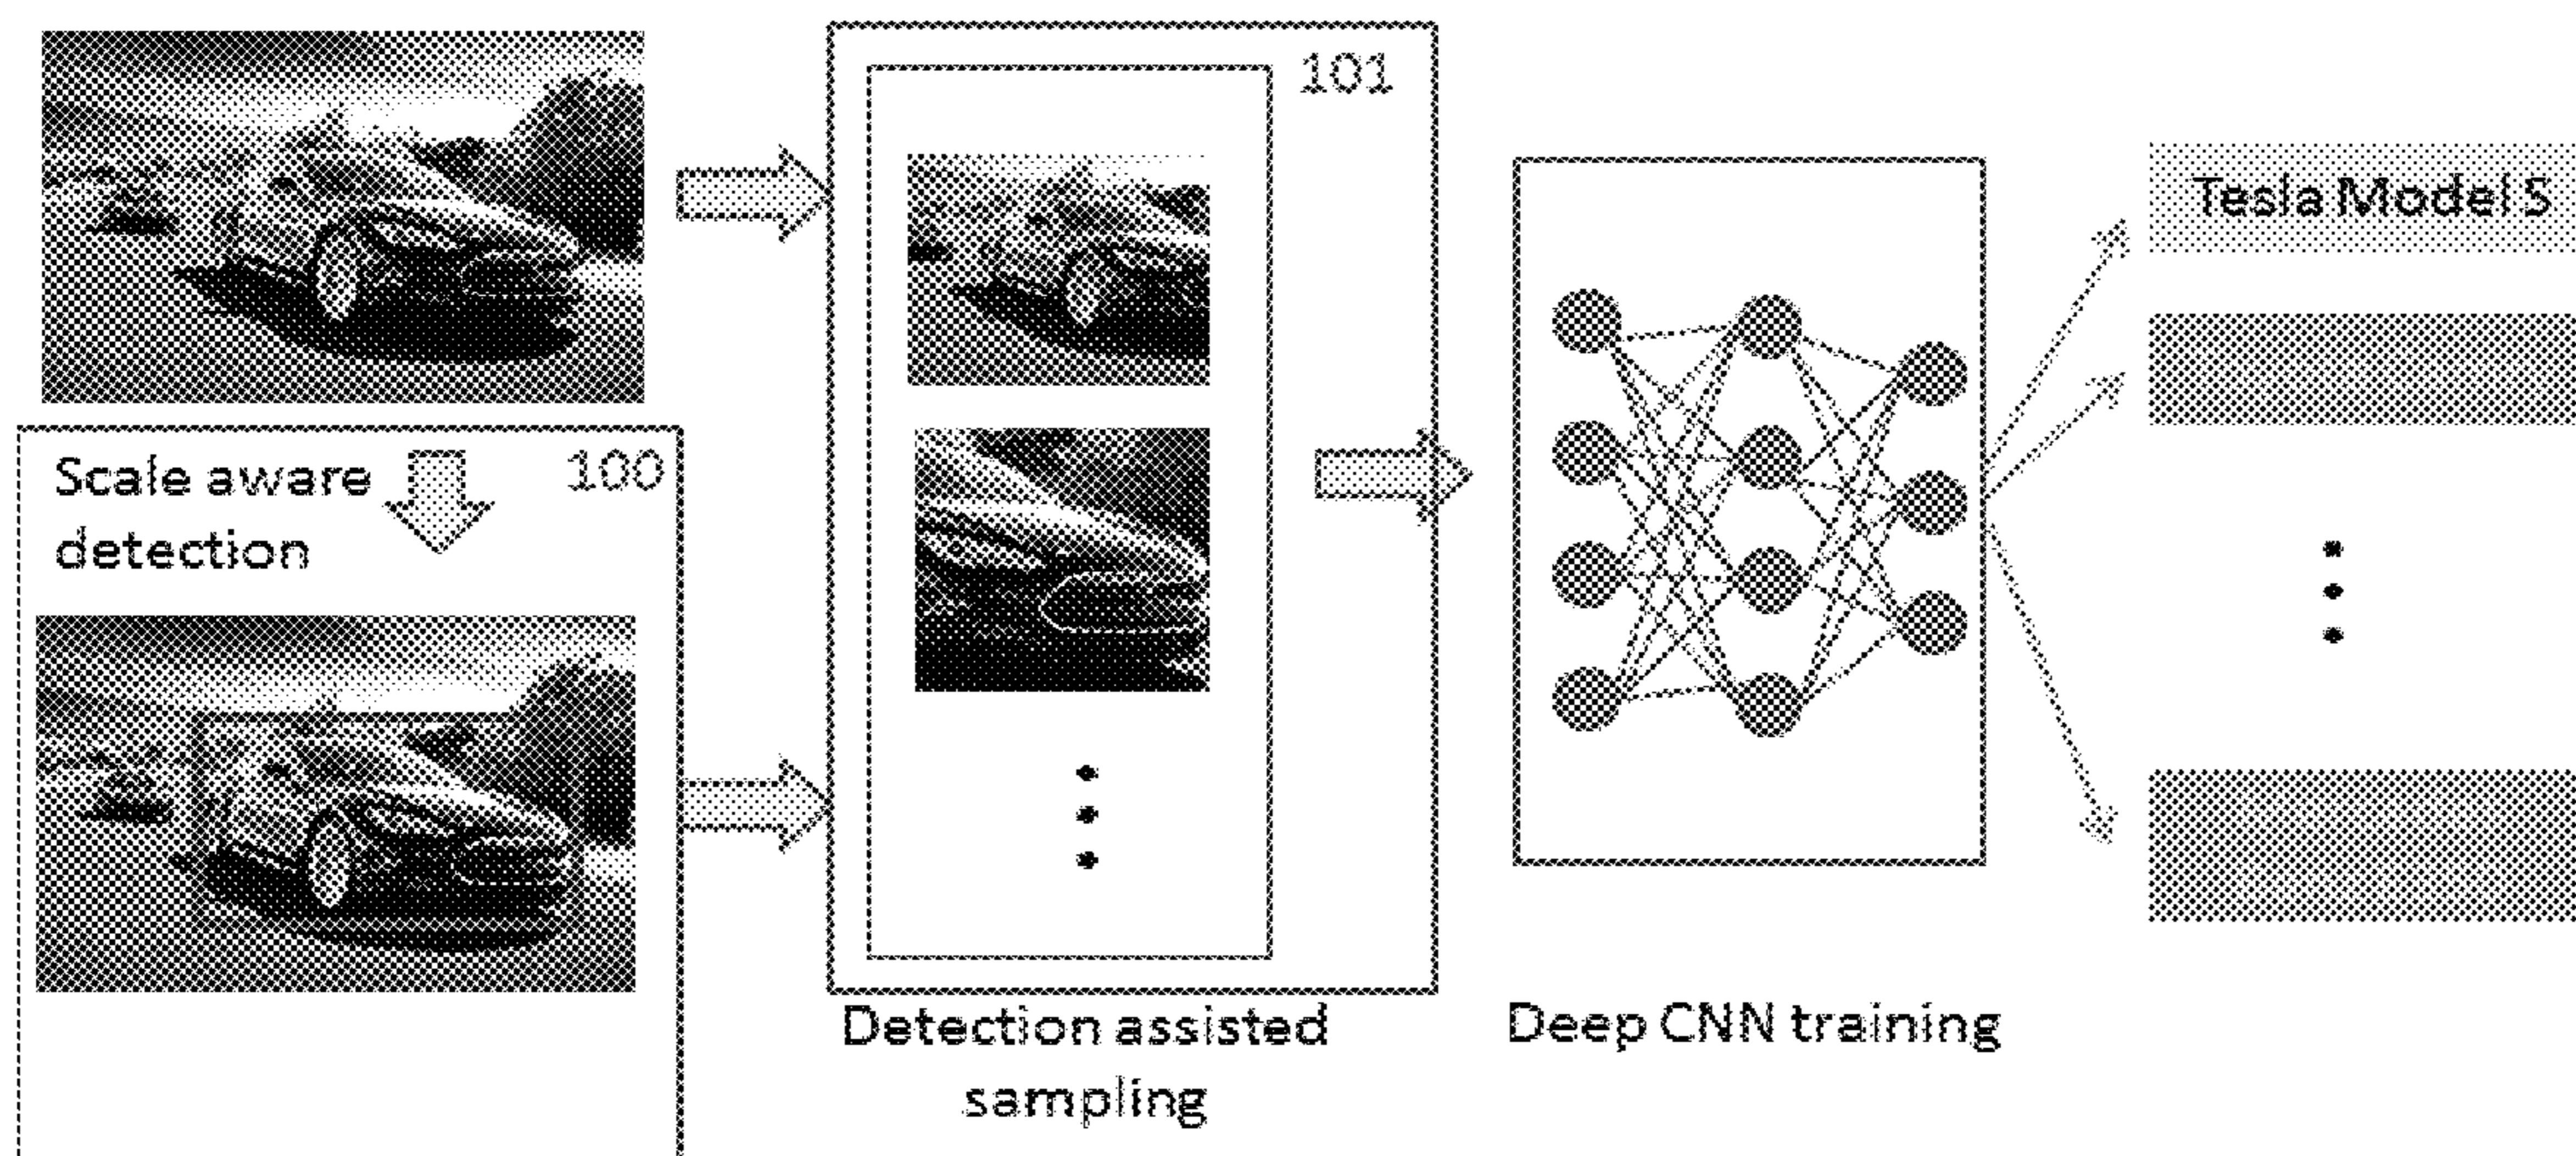 101
Tesla Model S
Scale aware
detection
100
Detection assisted
sampling
Deep CNN training